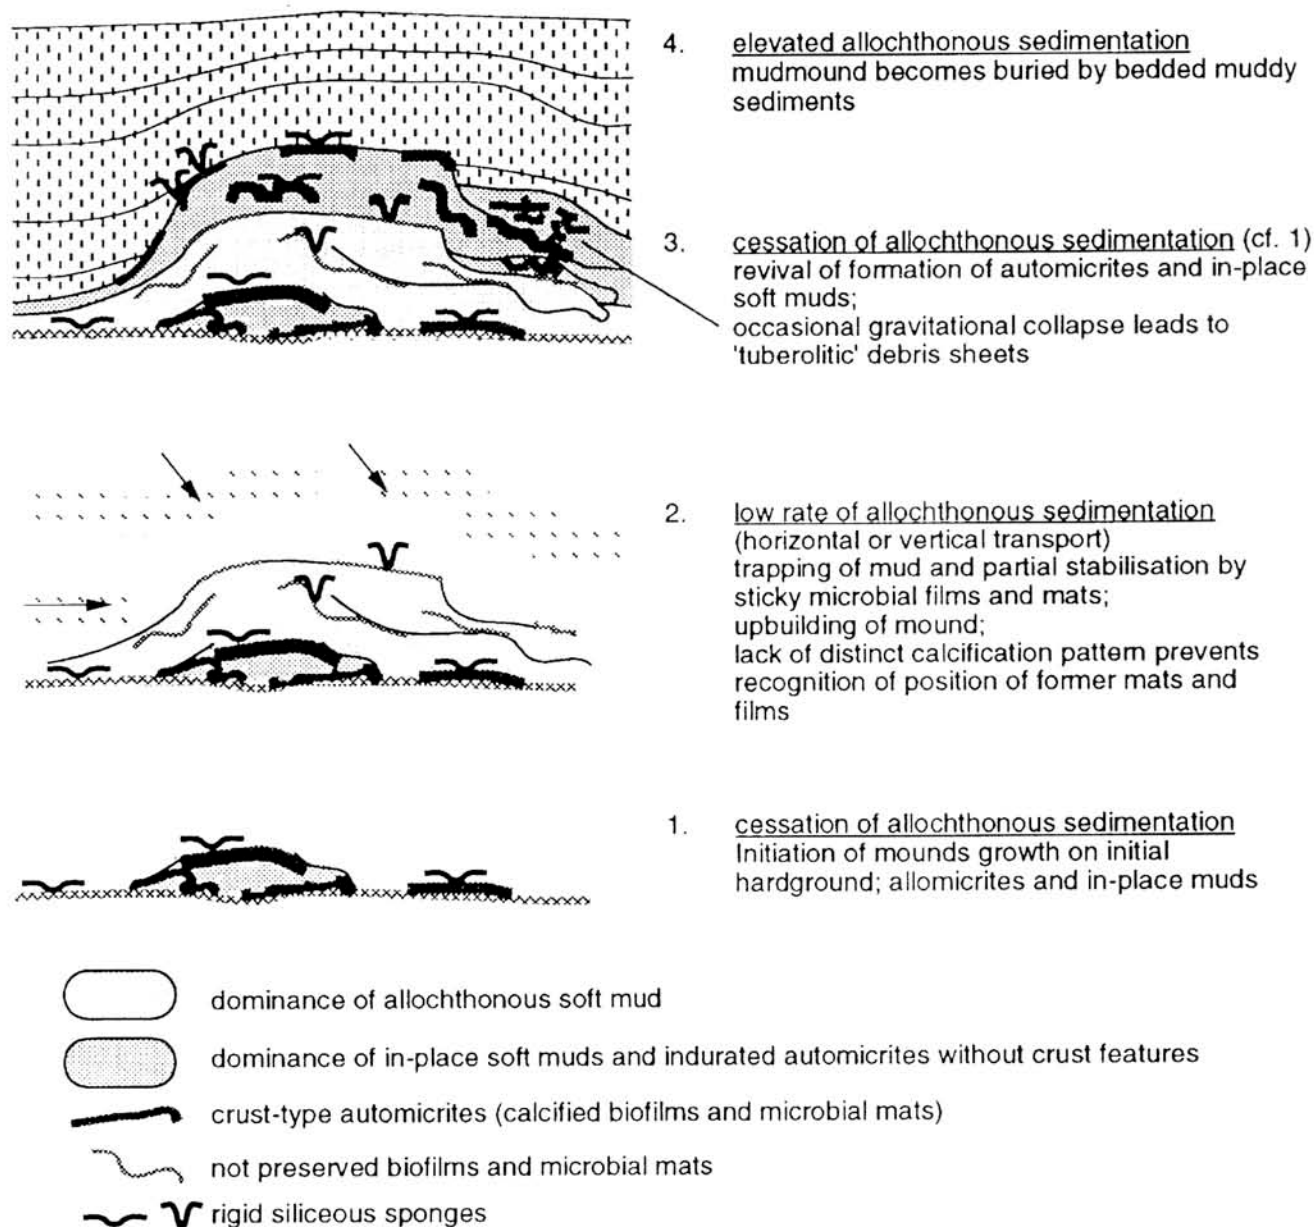 4. elevated allochthonous sedimentation
mudmound becomes buried by bedded muddy
sediments
3. cessation of allochthonous sedimentation (cf. 1)
revival of formation of automicrites and in-place
soft muds;
occasional gravitational collapse leads to
'tuberolitic' debris sheets
2. low rate of allochthonous sedimentation
(horizontal or vertical transport)
trapping of mud and partial stabilisation by
sticky microbial films and mats;
upbuilding of mound;
lack of distinct calcification pattern prevents
recognition of position of former mats and
films
1. cessation of allochthonous sedimentation
Initiation of mounds growth on initial
hardground; allomicrites and in-place muds
dominance of allochthonous soft mud
dominance of in-place soft muds and indurated automicrites without crust features
crust-type automicrites (calcified biofilms and microbial mats)
not preserved biofilms and microbial mats
rigid siliceous sponges